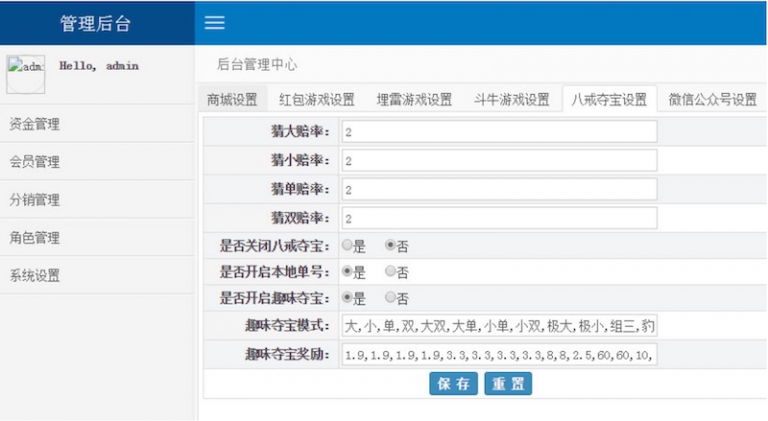 管理后台
adm
Hello, admin
后台管理中心
商城设置 红包游戏设置 埋雷游戏设置 斗牛游戏设置 八戒夺宝设置 微信公众号设置
资金管理
会员管理
分销管理
角色管理
系统设置
猜大赔率: 2
猜小赔率: 2
猜单赔率: 2
猜双赔率: 2
是否关闭八戒夺宝: 是 否
是否开启本地单号: 是 否
是否开启趣味夺宝: 是 否
趣味夺宝模式: 大,小,单,双,大双,大单,小单,小双,极大,极小,组三,豹
趣味夺宝奖励: 1.9,1.9,1.9,1.9,3.3,3.3,3.3,3.3,8,8,2.5,60,60,10,
保存 重置